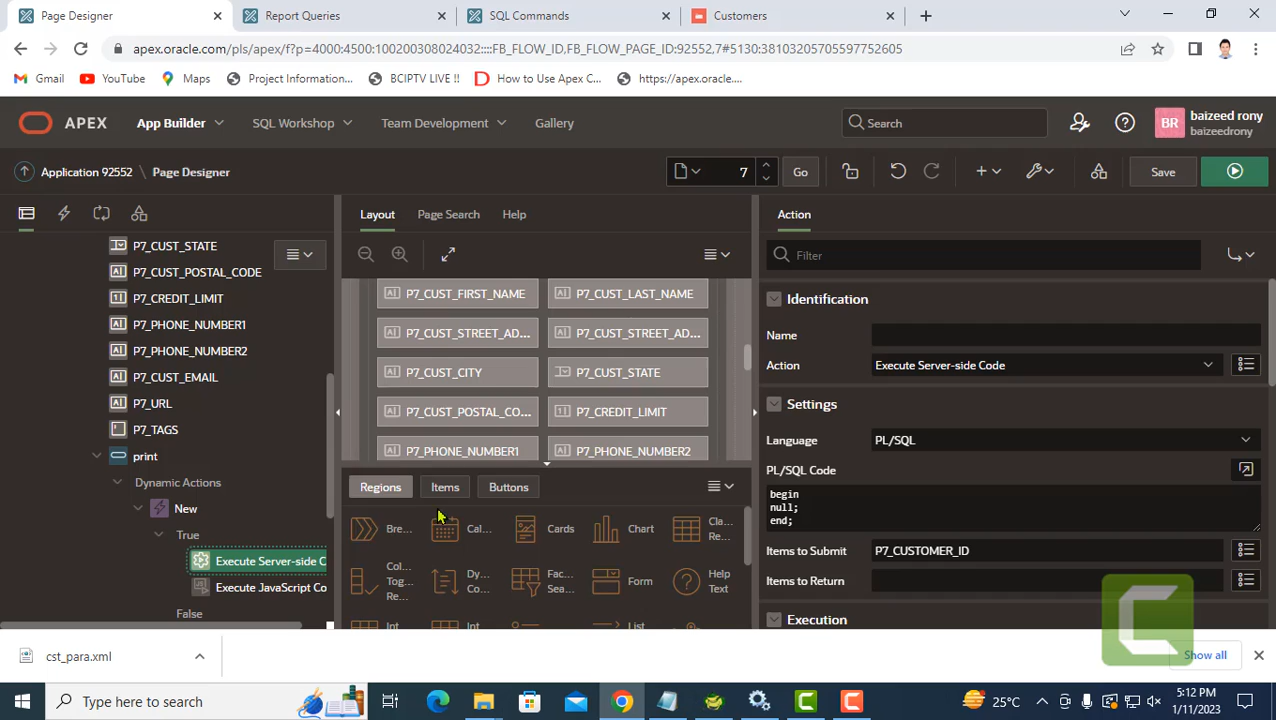 Page Designer
Report Queries
SQL Commands
Customers
apex.oracle.com/pls/apex/f?p=4000:4500:100200308024032::::FB_FLOW_ID,FB_FLOW_PAGE_ID:92552,7#5130:38103205705597752605
Gmail
YouTube
Maps
Project Information...
BCIPTV LIVE !!
How to Use Apex C...
https://apex.oracle....
APEX
App Builder
SQL Workshop
Team Development
Gallery
Search
BR
baizeed rony
baizeedrony
Application 92552
Page Designer
7
Go
Save
P7_CUST_STATE
P7_CUST_POSTAL_CODE
P7_CREDIT_LIMIT
P7_PHONE_NUMBER1
P7_PHONE_NUMBER2
P7_CUST_EMAIL
P7_URL
P7_TAGS
print
Dynamic Actions
New
True
Execute Server-side C
Execute JavaScript Co
False
Layout
Page Search
Help
P7_CUST_FIRST_NAME
P7_CUST_LAST_NAME
P7_CUST_STREET_AD...
P7_CUST_STREET_AD...
P7_CUST_CITY
P7_CUST_STATE
P7_CUST_POSTAL_CO...
P7_CREDIT_LIMIT
P7_PHONE_NUMBER1
P7_PHONE_NUMBER2
Regions
Items
Buttons
Bre...
Cal...
Cards
Chart
Cla...
Re...
Col...
Tog...
Re...
Dy...
Co...
Fac...
Sea...
Form
Help
Text
Int
Int
List
Action
Filter
Identification
Name
Action
Execute Server-side Code
Settings
Language
PL/SQL
PL/SQL Code
begin
null;
end;
Items to Submit
P7_CUSTOMER_ID
Items to Return
Execution
cst_para.xml
Show all
Type here to search
25°C
5:12 PM
1/11/2023